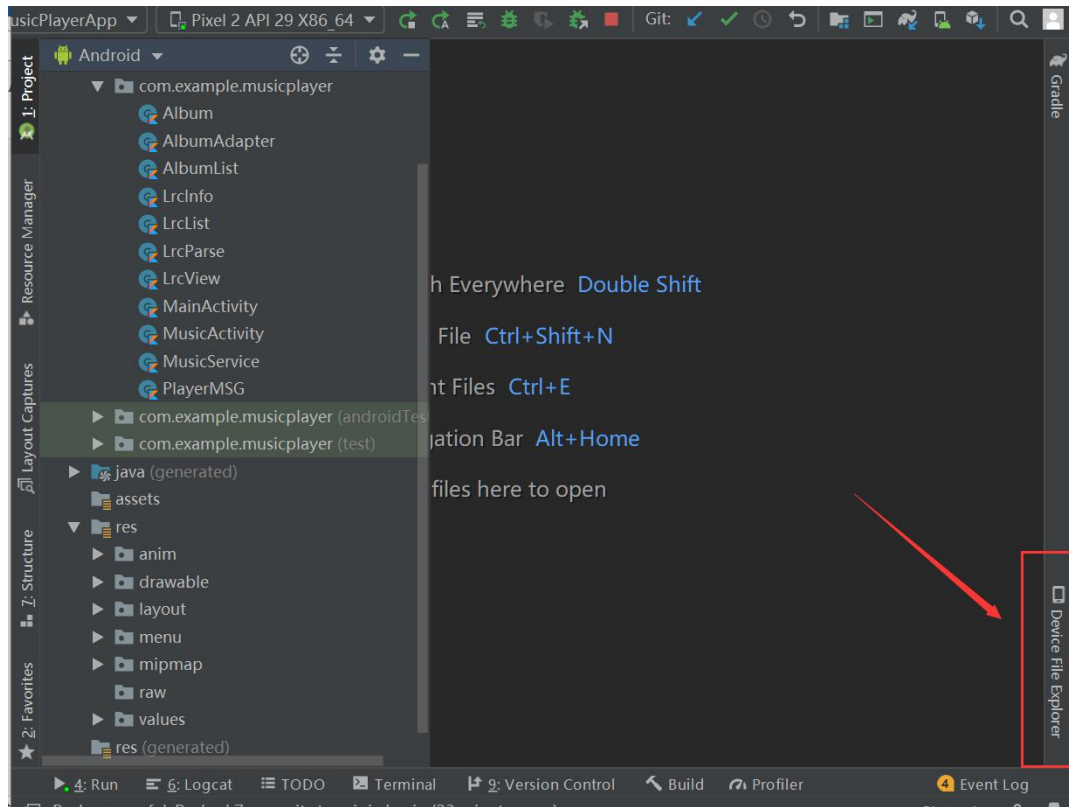 usicPlayerApp
Pixel 2 API 29 X86_64
Git:
Android
1: Project
Resource Manager
Layout Captures
7: Structure
2: Favorites
com.example.musicplayer
Album
AlbumAdapter
AlbumList
LrcInfo
LrcList
LrcParse
LrcView
MainActivity
MusicActivity
MusicService
PlayerMSG
com.example.musicplayer (androidTes
com.example.musicplayer (test)
java (generated)
assets
res
anim
drawable
layout
menu
mipmap
raw
values
res (generated)
h Everywhere Double Shift
File Ctrl+Shift+N
nt Files Ctrl+E
gation Bar Alt+Home
files here to open
Gradle
Device File Explorer
4: Run
6: Logcat
TODO
Terminal
9: Version Control
Build
Profiler
4 Event Log